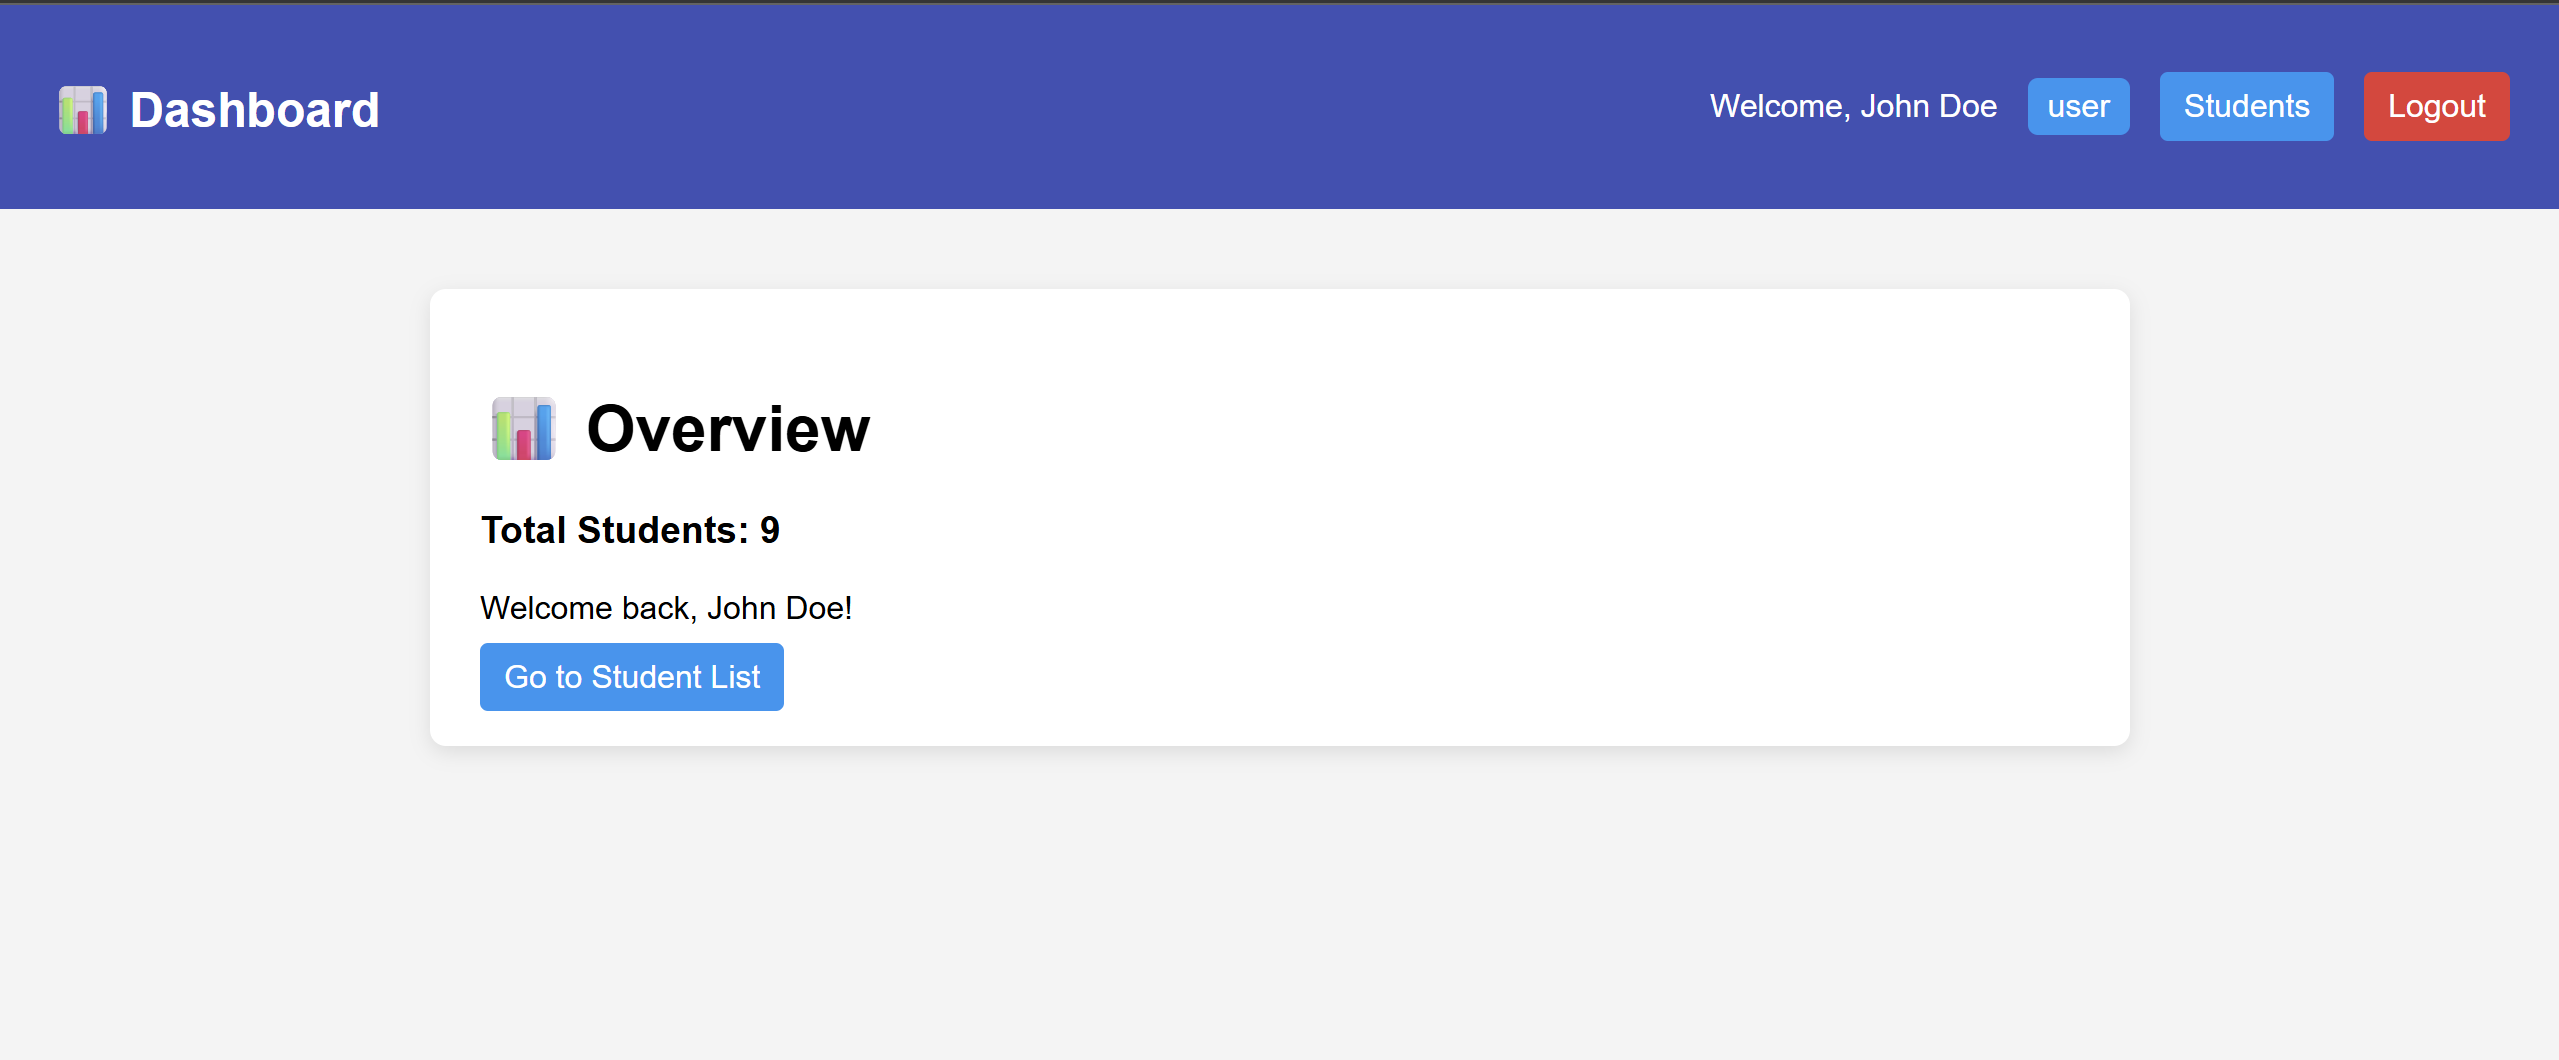 Dashboard
Welcome, John Doe user Students Logout
Overview
Total Students: 9
Welcome back, John Doe!
Go to Student List